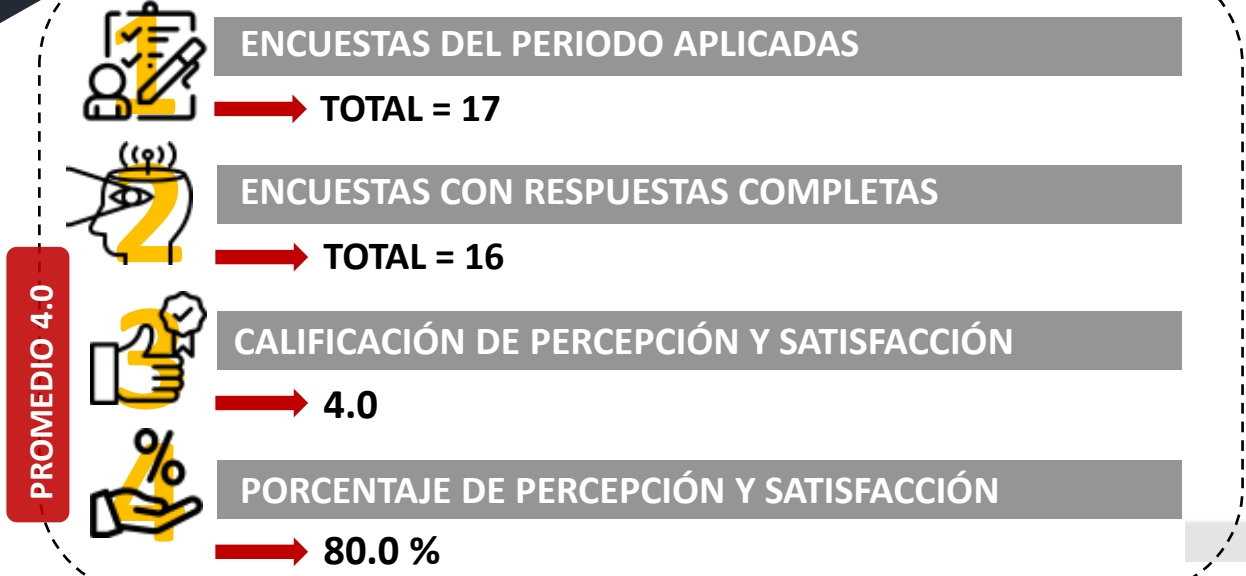 1
ENCUESTAS DEL PERIODO APLICADAS
TOTAL = 17
2
ENCUESTAS CON RESPUESTAS COMPLETAS
TOTAL = 16
PROMEDIO 4.0
3
CALIFICACIÓN DE PERCEPCIÓN Y SATISFACCIÓN
4.0
4
%
PORCENTAJE DE PERCEPCIÓN Y SATISFACCIÓN
80.0 %